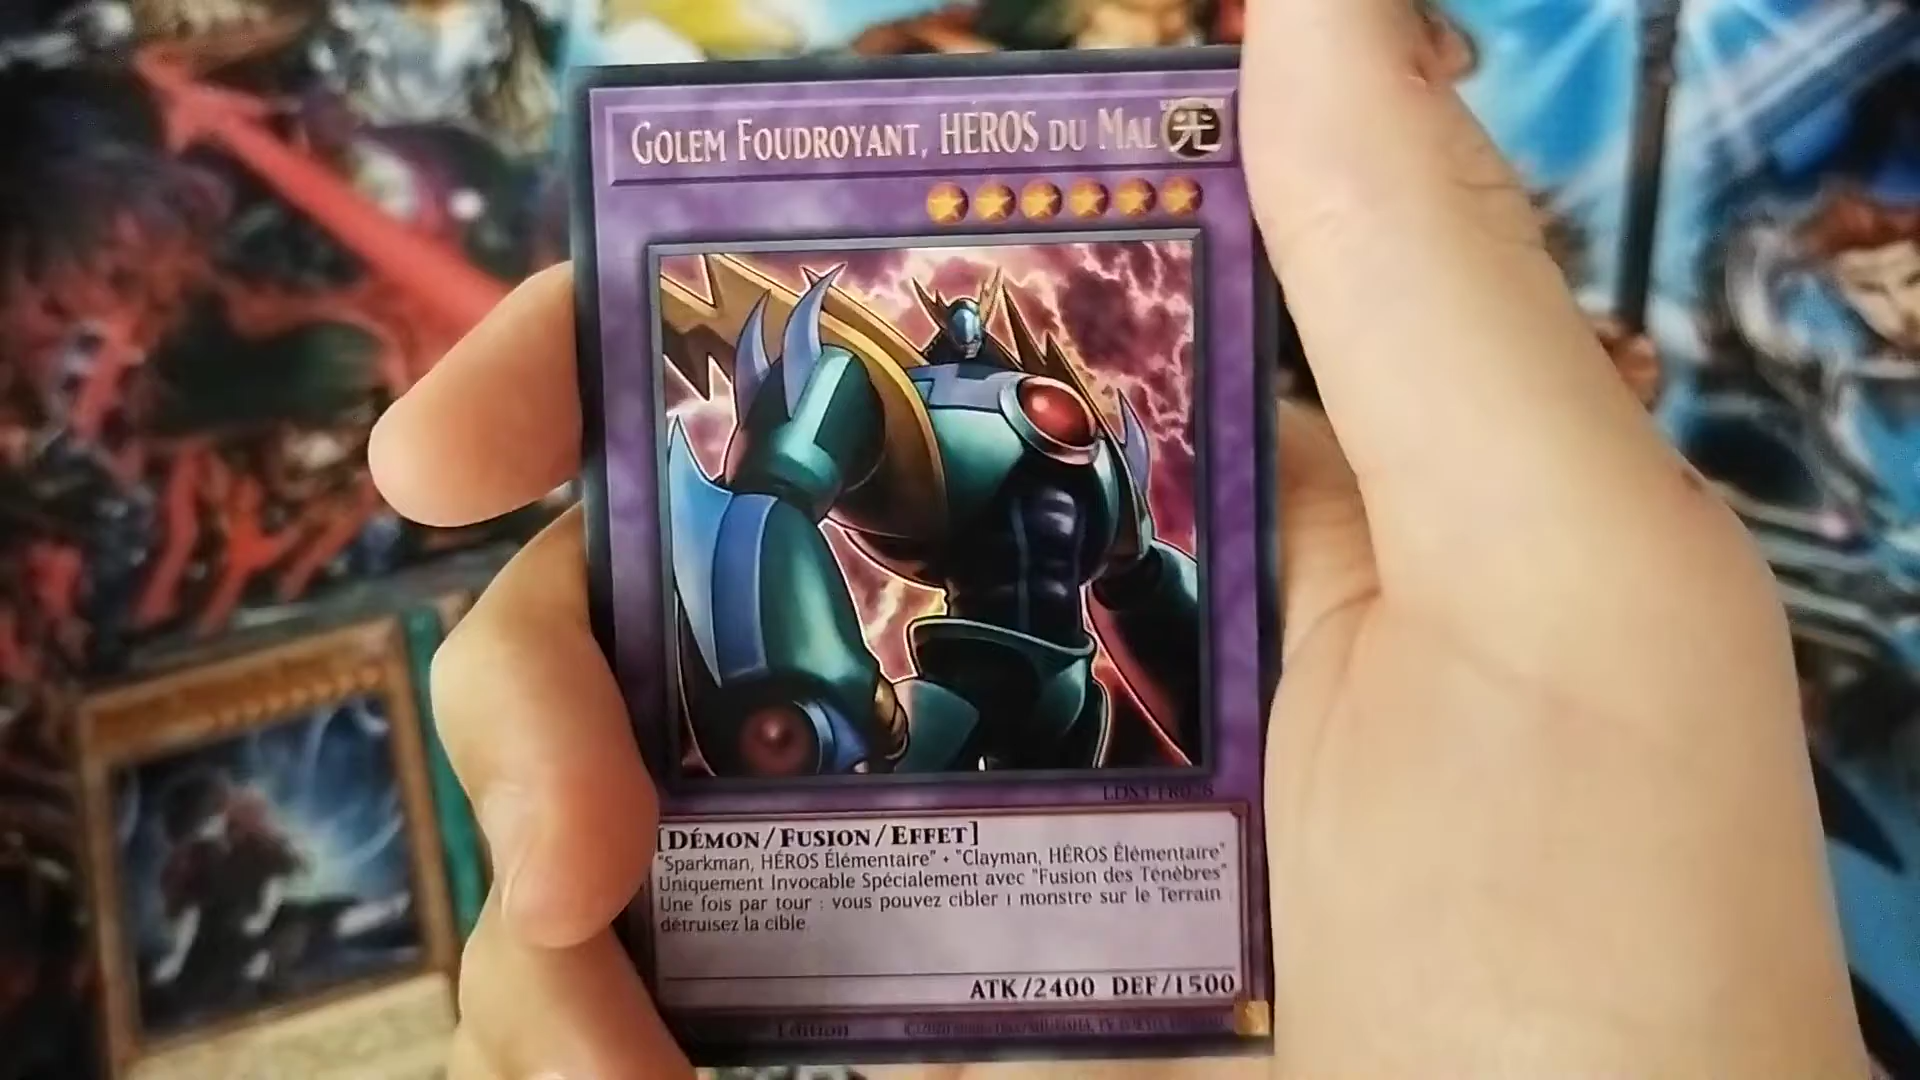 GOLEM FOUDROYANT, HÉROS DU MAL 光
[DÉMON/FUSION/EFFET]
"Sparkman, HÉROS Élémentaire" + "Clayman, HÉROS Élémentaire"
Uniquement Invocable Spécialement avec "Fusion des Ténèbres"
Une fois par tour : vous pouvez cibler 1 monstre sur le Terrain
détruisez la cible.
ATK/2400 DEF/1500
Edition